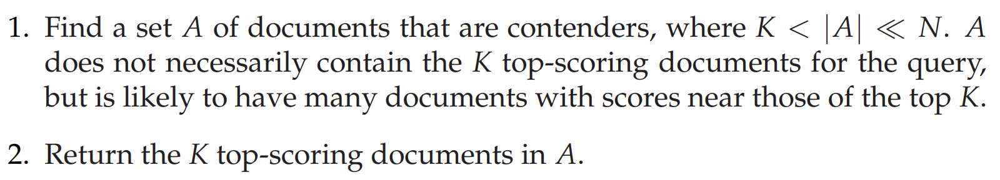 1. Find a set A of documents that are contenders, where K < |A| ≪ N. A
does not necessarily contain the K top-scoring documents for the query,
but is likely to have many documents with scores near those of the top K.
2. Return the K top-scoring documents in A.